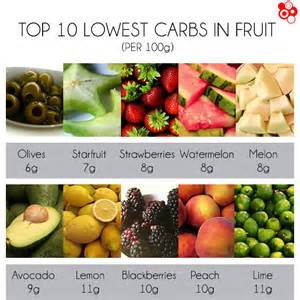 TOP 10 LOWEST CARBS IN FRUIT
(PER 100g)
Olives Starfruit Strawberries Watermelon Melon
6g 7g 8g 8g 8g
Avocado Lemon Blackberries Peach Lime
9g 11g 10g 10g 11g